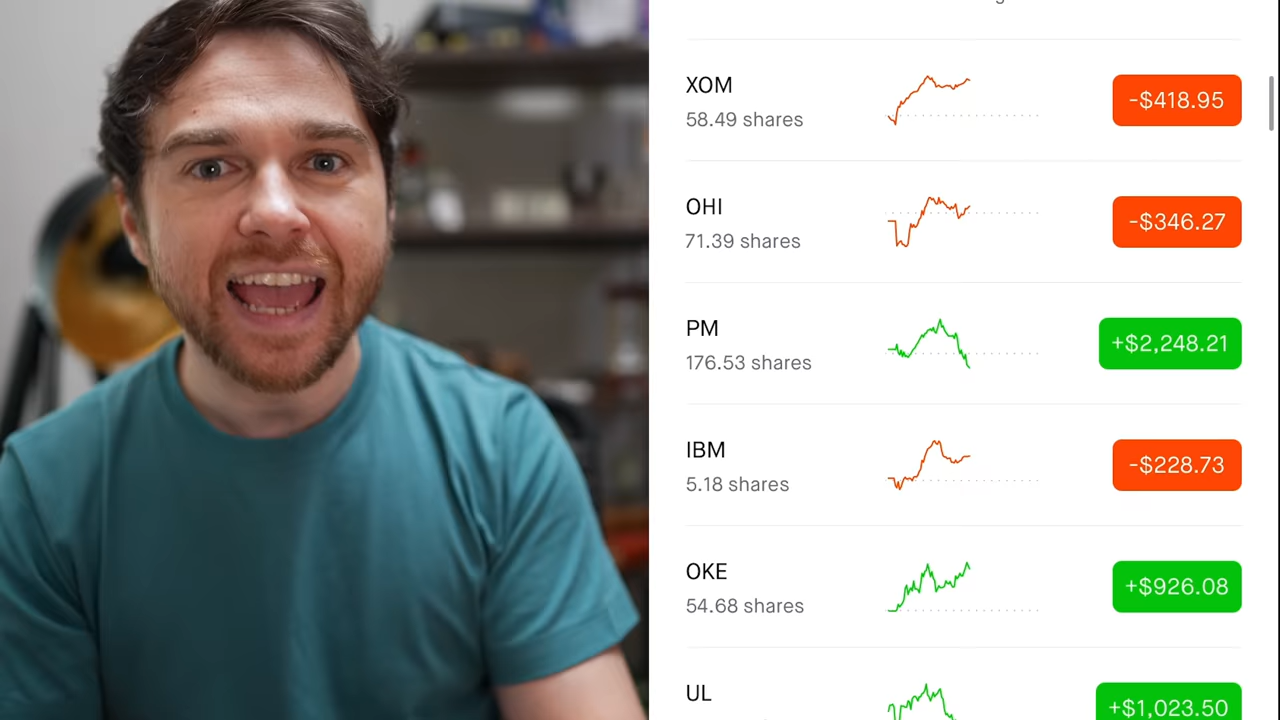 XOM
58.49 shares
-$418.95
OHI
71.39 shares
-$346.27
PM
176.53 shares
+$2,248.21
IBM
5.18 shares
-$228.73
OKE
54.68 shares
+$926.08
UL
+$1,023.50